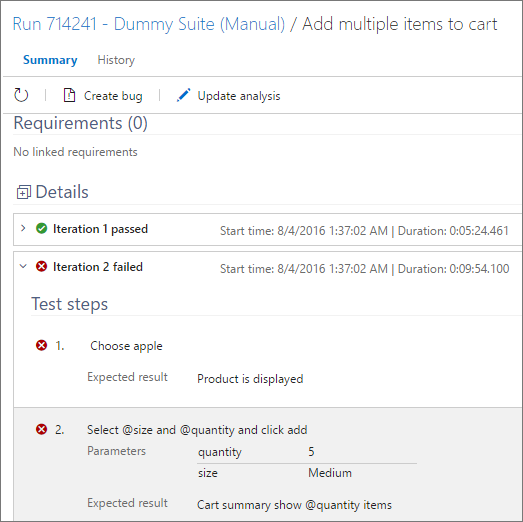 Run 714241 - Dummy Suite (Manual) / Add multiple items to cart
Summary History
Create bug Update analysis
Requirements (0)
No linked requirements
Details
Iteration 1 passed Start time: 8/4/2016 1:37:02 AM | Duration: 0:05:24.461
Iteration 2 failed Start time: 8/4/2016 1:37:02 AM | Duration: 0:09:54.100
Test steps
1. Choose apple
Expected result Product is displayed
2. Select @size and @quantity and click add
Parameters quantity 5
size Medium
Expected result Cart summary show @quantity items